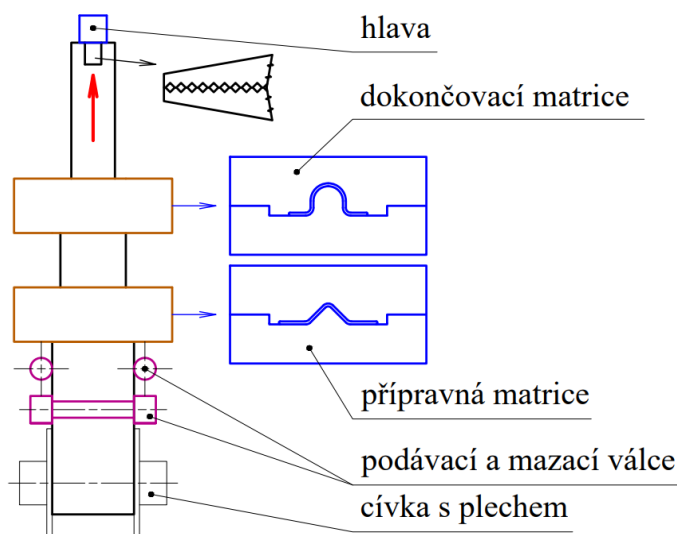 hlava
dokončovací matrice
přípravná matrice
podávací a mazací válce
cívka s plechem